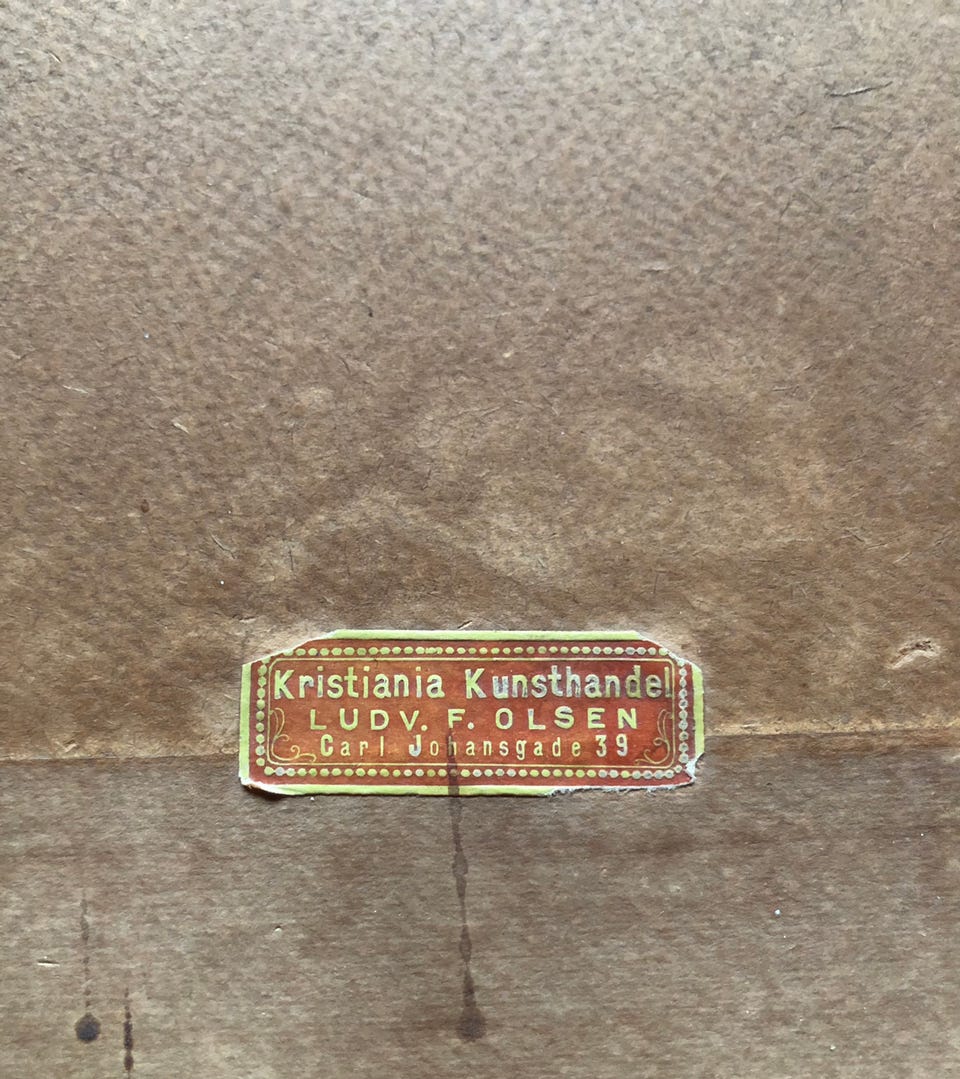 Kristiania Kunsthandel
LUDV. F. OLSEN
Carl Johansgade 39